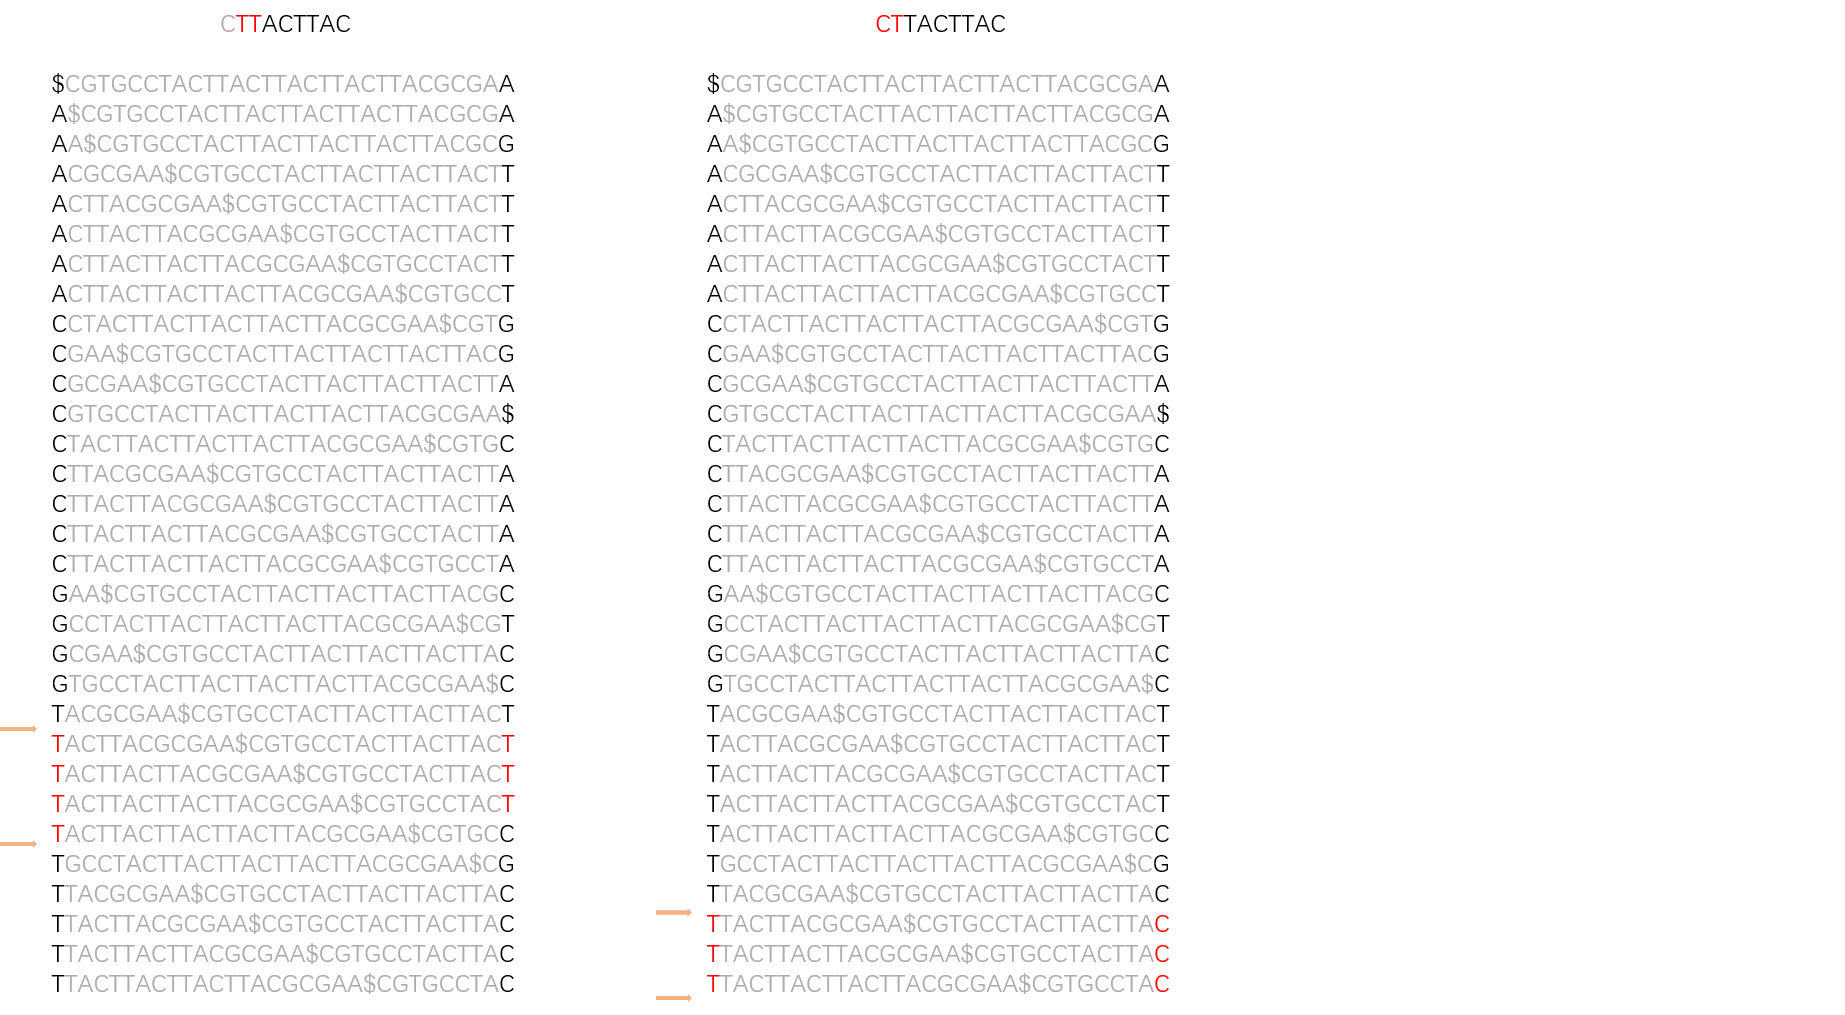 CTTACTTAC
$CGTGCCTACTTACTTACTTACTTACGCGAA
A$CGTGCCTACTTACTTACTTACTTACGCGA
AA$CGTGCCTACTTACTTACTTACTTACGCG
ACGCGAA$CGTGCCTACTTACTTACTTACTT
ACTTACGCGAA$CGTGCCTACTTACTTACTT
ACTTACTTACGCGAA$CGTGCCTACTTACTT
ACTTACTTACTTACGCGAA$CGTGCCTACTT
ACTTACTTACTTACTTACGCGAA$CGTGCCT
CCTACTTACTTACTTACTTACGCGAA$CGTG
CGAA$CGTGCCTACTTACTTACTTACTTACG
CGCGAA$CGTGCCTACTTACTTACTTACTTA
CGTGCCTACTTACTTACTTACTTACGCGAA$
CTACTTACTTACTTACTTACGCGAA$CGTGC
CTTACGCGAA$CGTGCCTACTTACTTACTTA
CTTACTTACGCGAA$CGTGCCTACTTACTTA
CTTACTTACTTACGCGAA$CGTGCCTACTTA
CTTACTTACTTACTTACGCGAA$CGTGCCTA
GAA$CGTGCCTACTTACTTACTTACTTACGC
GCCTACTTACTTACTTACTTACGCGAA$CGT
GCGAA$CGTGCCTACTTACTTACTTACTTAC
GTGCCTACTTACTTACTTACTTACGCGAA$C
TACGCGAA$CGTGCCTACTTACTTACTTACT
TACTTACGCGAA$CGTGCCTACTTACTTACT
TACTTACTTACGCGAA$CGTGCCTACTTACT
TACTTACTTACTTACGCGAA$CGTGCCTACT
TACTTACTTACTTACTTACGCGAA$CGTGCC
TGCCTACTTACTTACTTACTTACGCGAA$CG
TTACGCGAA$CGTGCCTACTTACTTACTTAC
TTACTTACGCGAA$CGTGCCTACTTACTTAC
TTACTTACTTACGCGAA$CGTGCCTACTTAC
TTACTTACTTACTTACGCGAA$CGTGCCTAC
CTTACTTAC
$CGTGCCTACTTACTTACTTACTTACGCGAA
A$CGTGCCTACTTACTTACTTACTTACGCGA
AA$CGTGCCTACTTACTTACTTACTTACGCG
ACGCGAA$CGTGCCTACTTACTTACTTACTT
ACTTACGCGAA$CGTGCCTACTTACTTACTT
ACTTACTTACGCGAA$CGTGCCTACTTACTT
ACTTACTTACTTACGCGAA$CGTGCCTACTT
ACTTACTTACTTACTTACGCGAA$CGTGCCT
CCTACTTACTTACTTACTTACGCGAA$CGTG
CGAA$CGTGCCTACTTACTTACTTACTTACG
CGCGAA$CGTGCCTACTTACTTACTTACTTA
CGTGCCTACTTACTTACTTACTTACGCGAA$
CTACTTACTTACTTACTTACGCGAA$CGTGC
CTTACGCGAA$CGTGCCTACTTACTTACTTA
CTTACTTACGCGAA$CGTGCCTACTTACTTA
CTTACTTACTTACGCGAA$CGTGCCTACTTA
CTTACTTACTTACTTACGCGAA$CGTGCCTA
GAA$CGTGCCTACTTACTTACTTACTTACGC
GCCTACTTACTTACTTACTTACGCGAA$CGT
GCGAA$CGTGCCTACTTACTTACTTACTTAC
GTGCCTACTTACTTACTTACTTACGCGAA$C
TACGCGAA$CGTGCCTACTTACTTACTTACT
TACTTACGCGAA$CGTGCCTACTTACTTACT
TACTTACTTACGCGAA$CGTGCCTACTTACT
TACTTACTTACTTACGCGAA$CGTGCCTACT
TACTTACTTACTTACTTACGCGAA$CGTGCC
TGCCTACTTACTTACTTACTTACGCGAA$CG
TTACGCGAA$CGTGCCTACTTACTTACTTAC
TTACTTACGCGAA$CGTGCCTACTTACTTAC
TTACTTACTTACGCGAA$CGTGCCTACTTAC
TTACTTACTTACTTACGCGAA$CGTGCCTAC